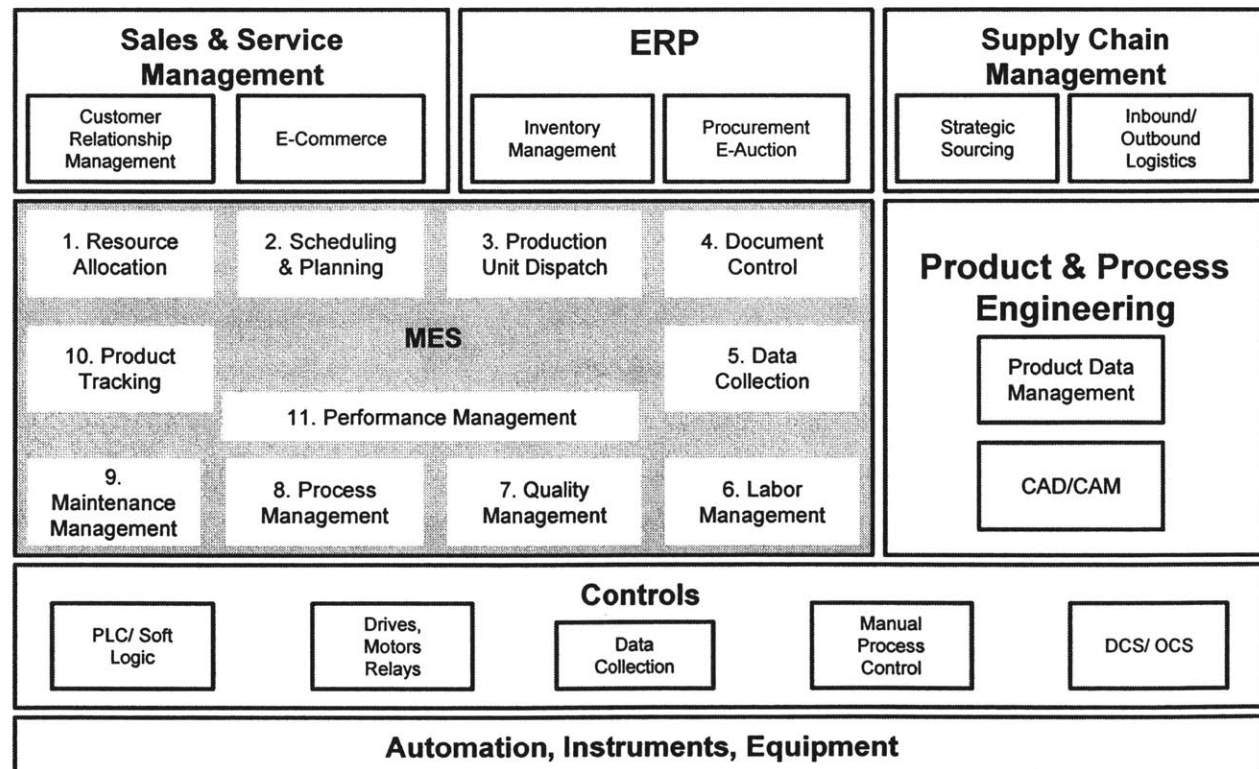 Sales & Service
Management
Customer
Relationship
Management
E-Commerce
ERP
Inventory
Management
Procurement
E-Auction
Supply Chain
Management
Strategic
Sourcing
Inbound/
Outbound
Logistics
1. Resource
Allocation
2. Scheduling
& Planning
3. Production
Unit Dispatch
4. Document
Control
MES
10. Product
Tracking
5. Data
Collection
11. Performance Management
9.
Maintenance
Management
8. Process
Management
7. Quality
Management
6. Labor
Management
Product & Process
Engineering
Product Data
Management
CAD/CAM
Controls
PLC/ Soft
Logic
Drives,
Motors
Relays
Data
Collection
Manual
Process
Control
DCS/ OCS
Automation, Instruments, Equipment